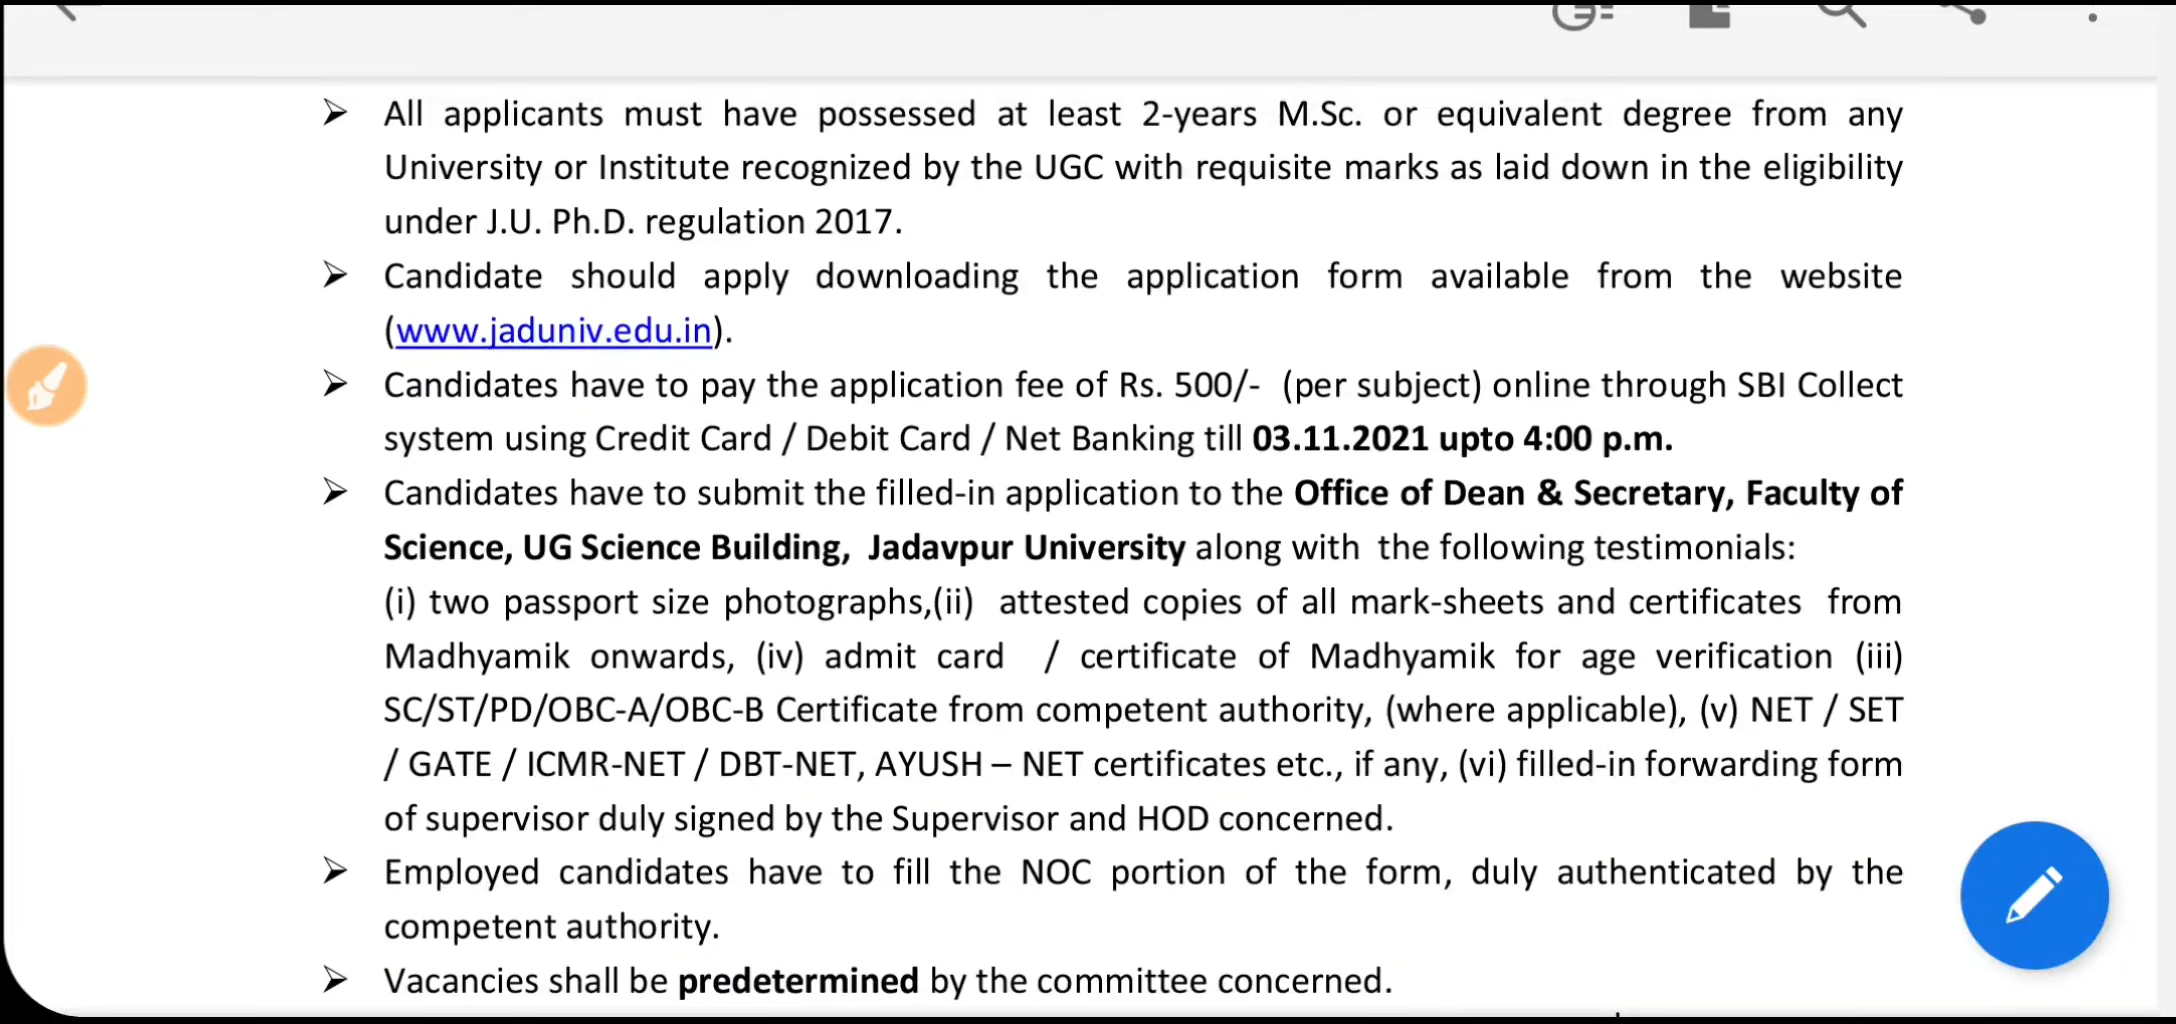 ➢ All applicants must have possessed at least 2-years M.Sc. or equivalent degree from any
University or Institute recognized by the UGC with requisite marks as laid down in the eligibility
under J.U. Ph.D. regulation 2017.
➢ Candidate should apply downloading the application form available from the website
(www.jaduniv.edu.in).
➢ Candidates have to pay the application fee of Rs. 500/- (per subject) online through SBI Collect
system using Credit Card / Debit Card / Net Banking till 03.11.2021 upto 4:00 p.m.
➢ Candidates have to submit the filled-in application to the Office of Dean & Secretary, Faculty of
Science, UG Science Building, Jadavpur University along with the following testimonials:
(i) two passport size photographs,(ii) attested copies of all mark-sheets and certificates from
Madhyamik onwards, (iv) admit card / certificate of Madhyamik for age verification (iii)
SC/ST/PD/OBC-A/OBC-B Certificate from competent authority, (where applicable), (v) NET / SET
/ GATE / ICMR-NET / DBT-NET, AYUSH – NET certificates etc., if any, (vi) filled-in forwarding form
of supervisor duly signed by the Supervisor and HOD concerned.
➢ Employed candidates have to fill the NOC portion of the form, duly authenticated by the
competent authority.
➢ Vacancies shall be predetermined by the committee concerned.